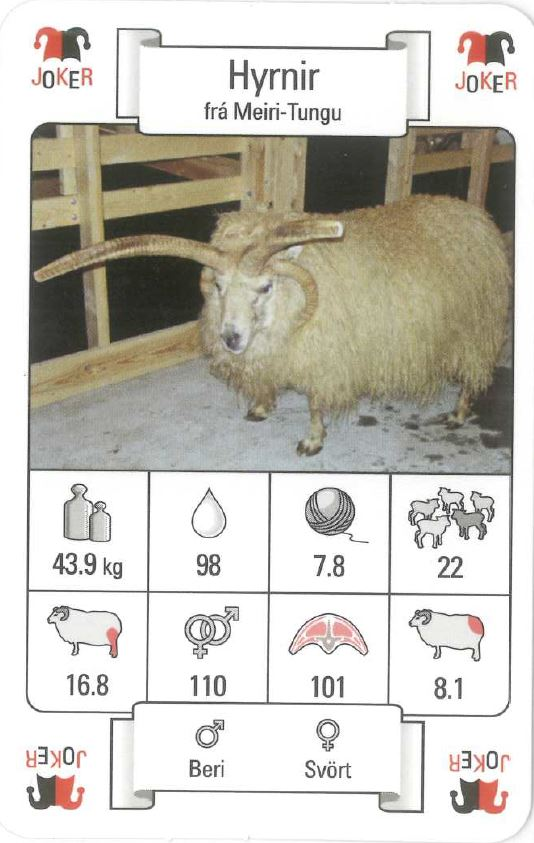 JOKER
JOKER
Hyrnir
frá Meiri-Tungu
43.9 kg
98
7.8
22
16.8
110
101
8.1
Beri
Svört
JOKER
JOKER